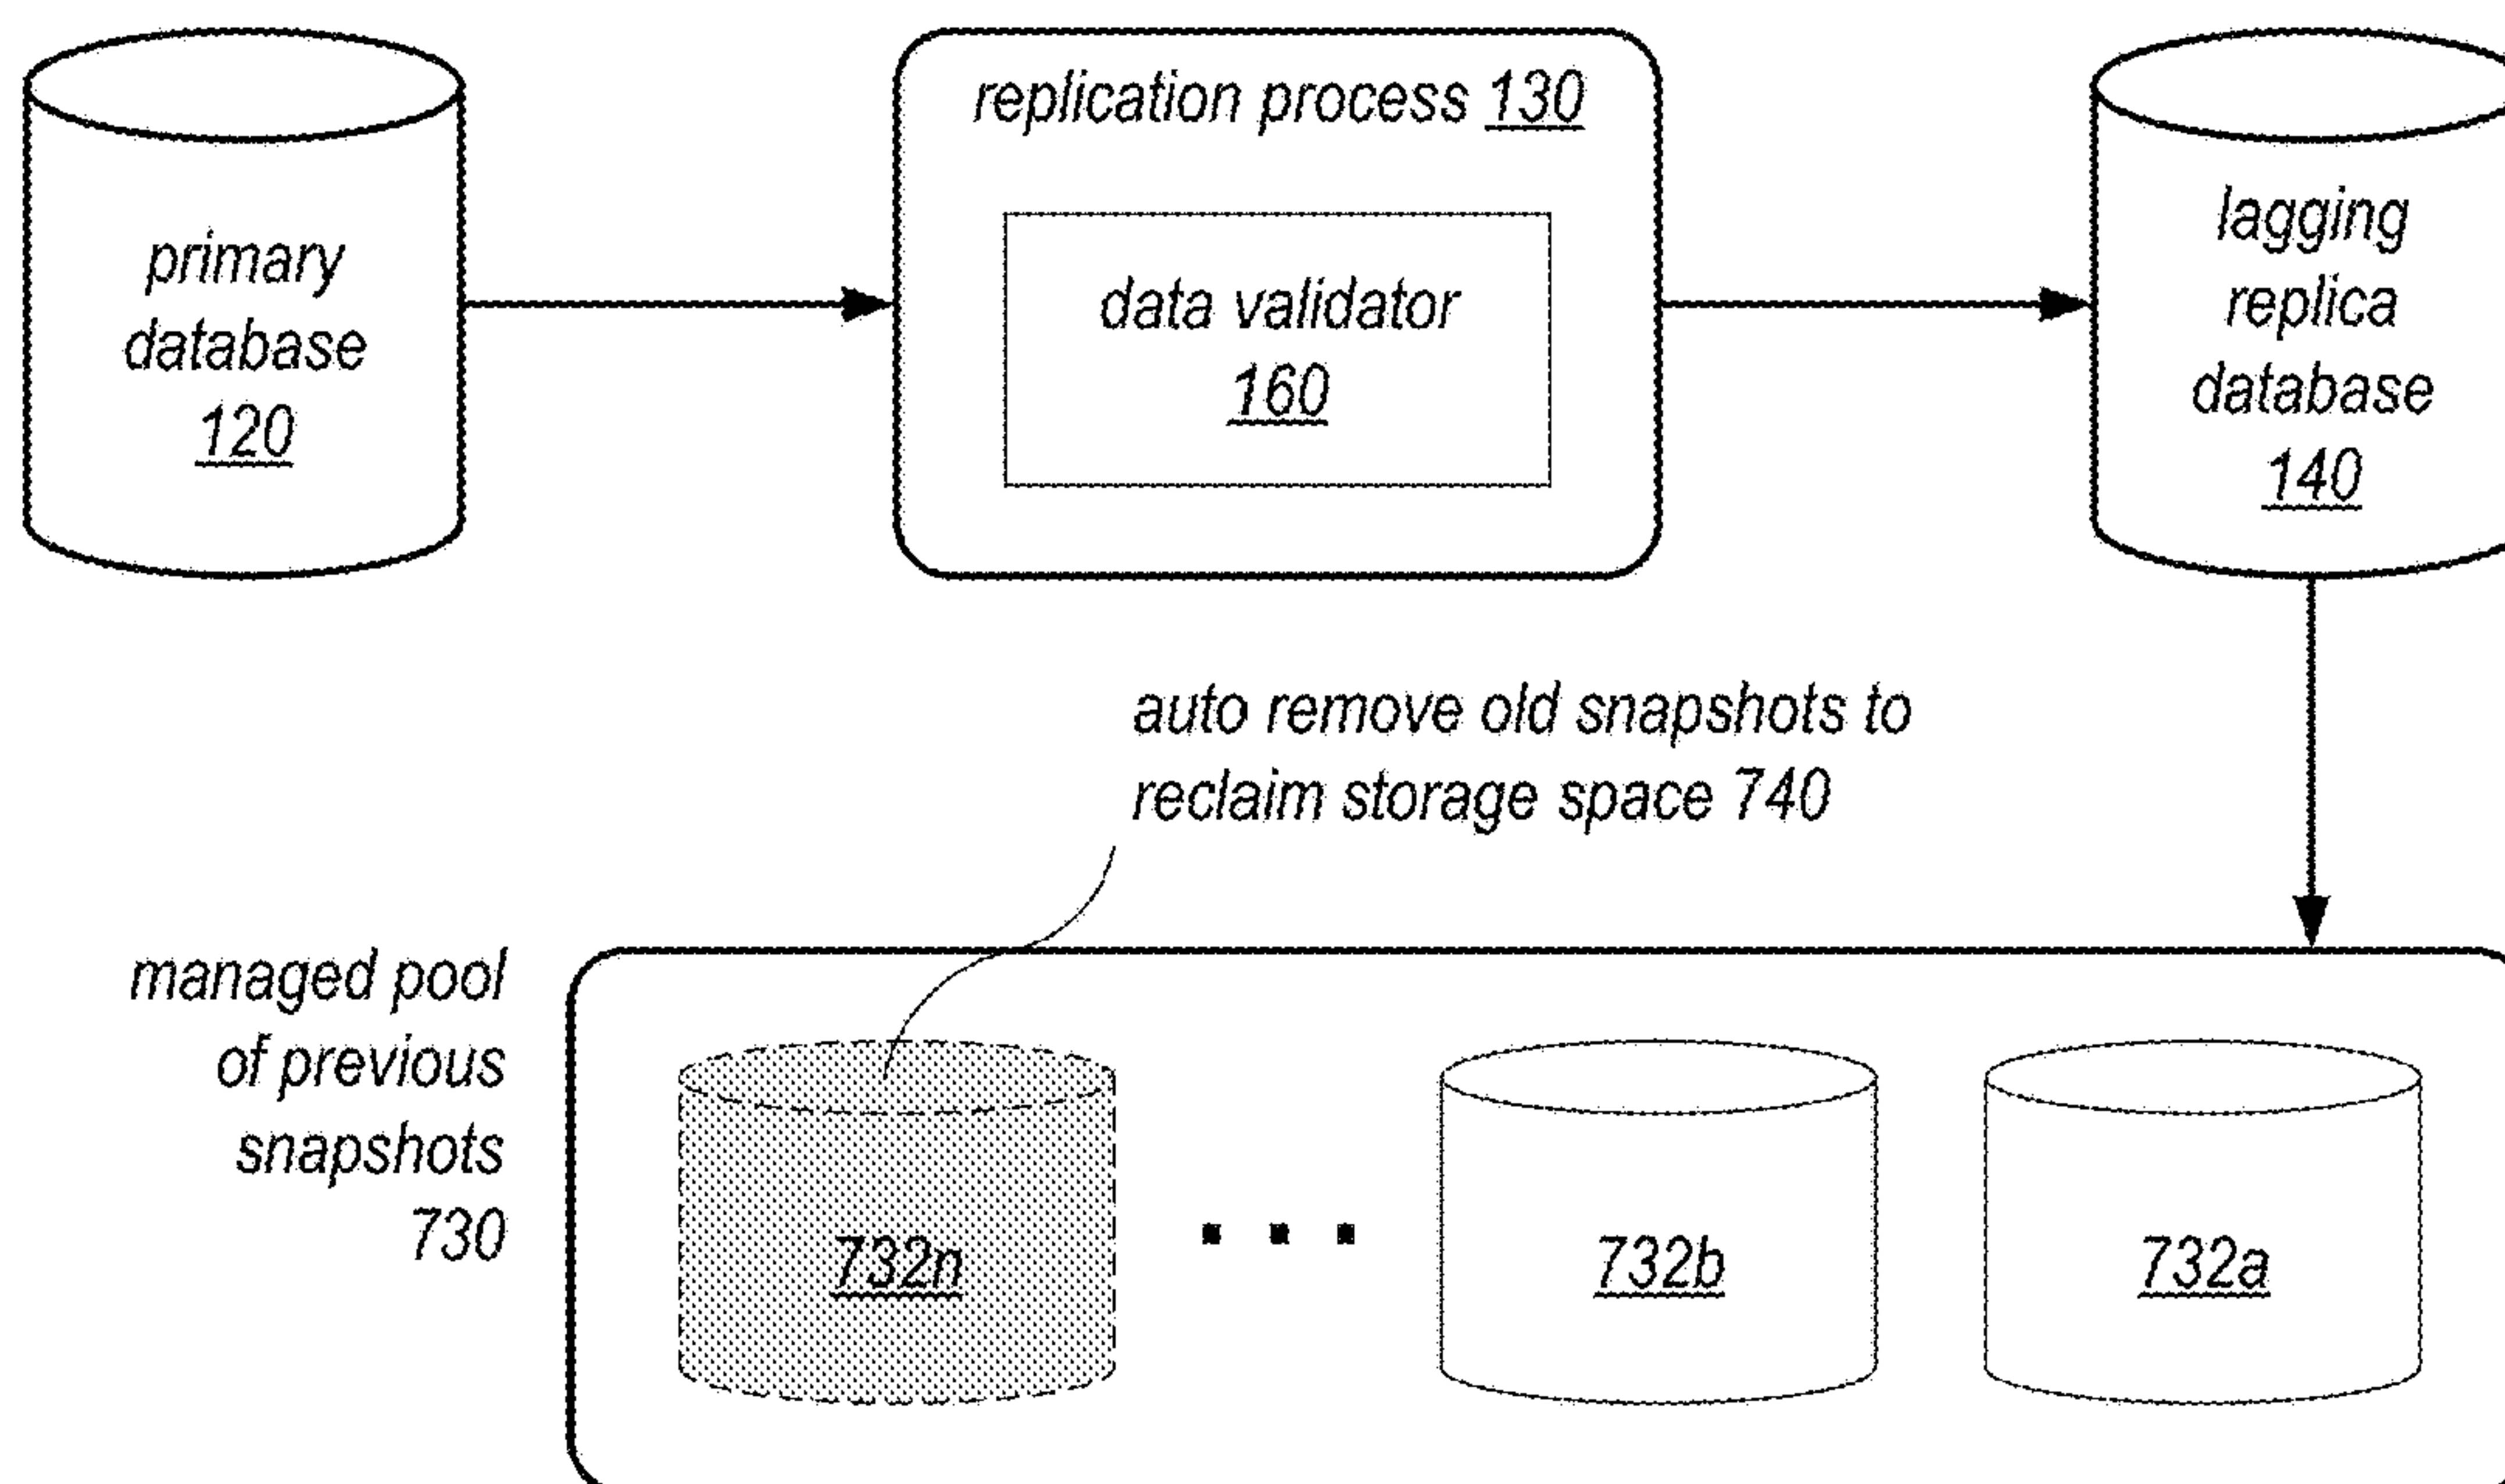 primary
database
120
replication process 130
data validator
160
lagging
replica
database
140
auto remove old snapshots to
reclaim storage space 740
managed pool
of previous
snapshots
730
732n
732b
732a